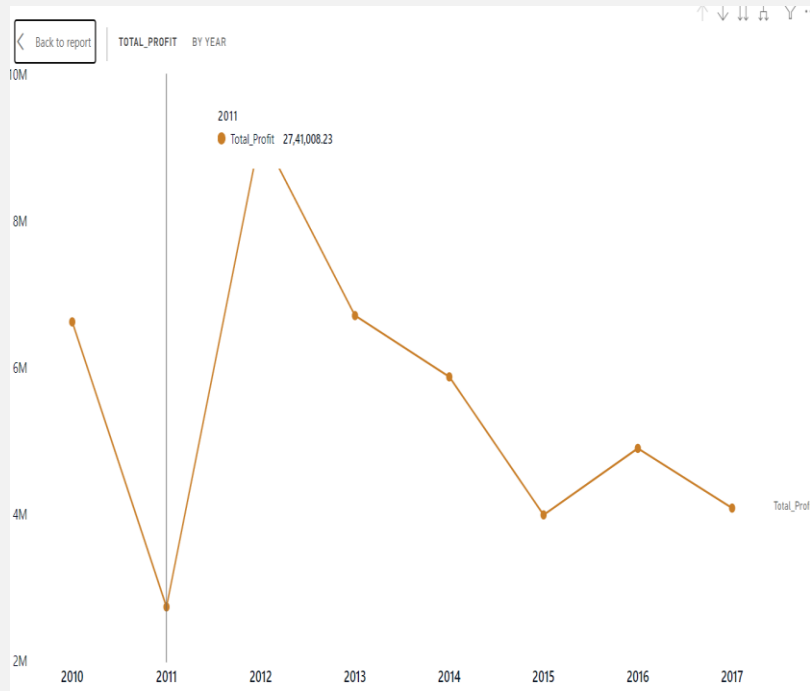 Back to report TOTAL_PROFIT BY YEAR
10M
2011
Total_Profit 27,41,008.23
8M
6M
4M
Total_Prof
2M
2010 2011 2012 2013 2014 2015 2016 2017